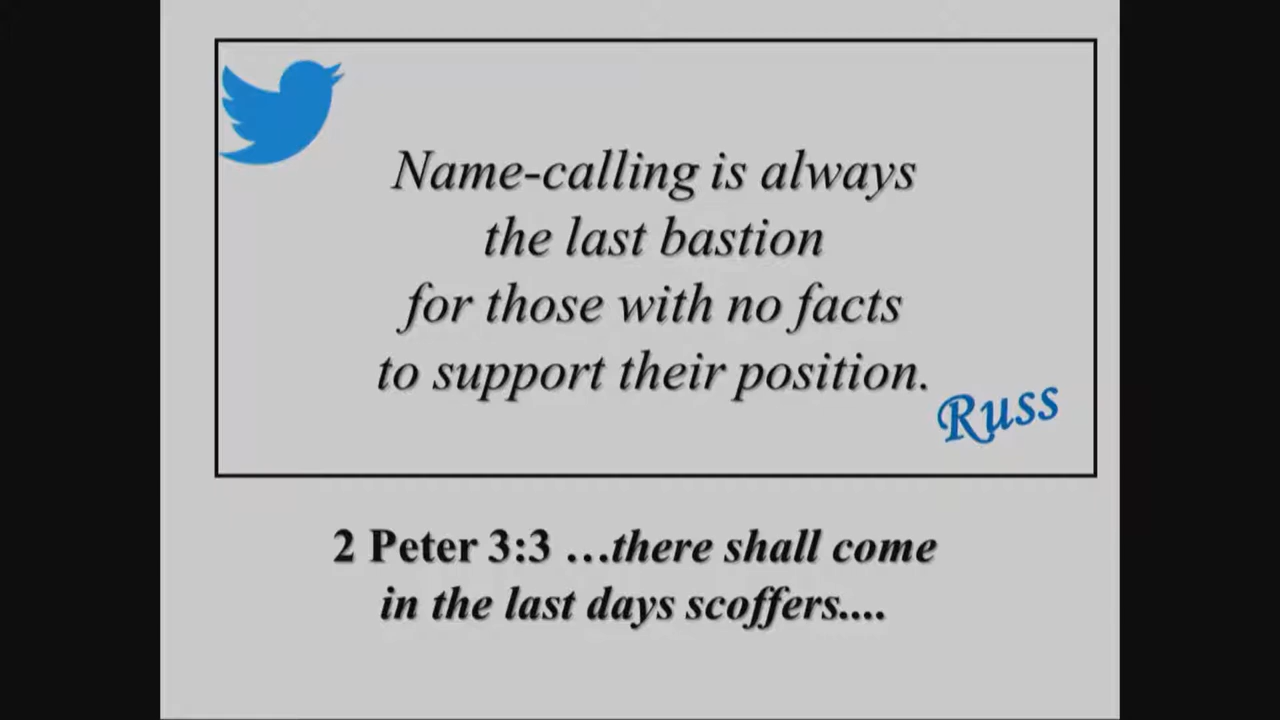 Name-calling is always
the last bastion
for those with no facts
to support their position.
Russ
2 Peter 3:3 …there shall come
in the last days scoffers....